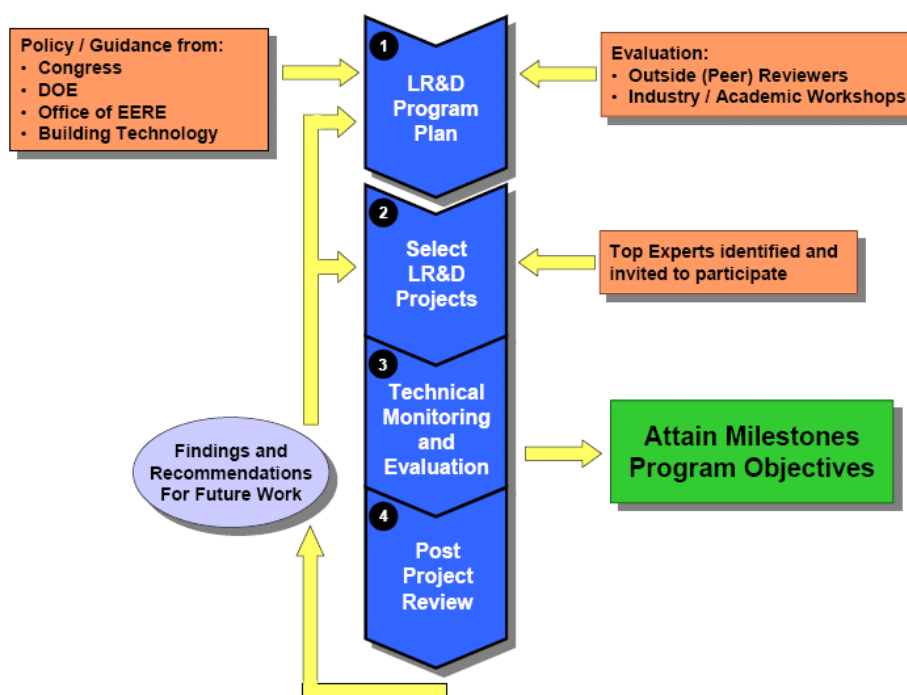 Policy / Guidance from:
• Congress
• DOE
• Office of EERE
• Building Technology
1
LR&D
Program
Plan
Evaluation:
• Outside (Peer) Reviewers
• Industry / Academic Workshops
2
Select
LR&D
Projects
Top Experts identified and
invited to participate
3
Technical
Monitoring
and
Evaluation
Attain Milestones
Program Objectives
Findings and
Recommendations
For Future Work
4
Post
Project
Review